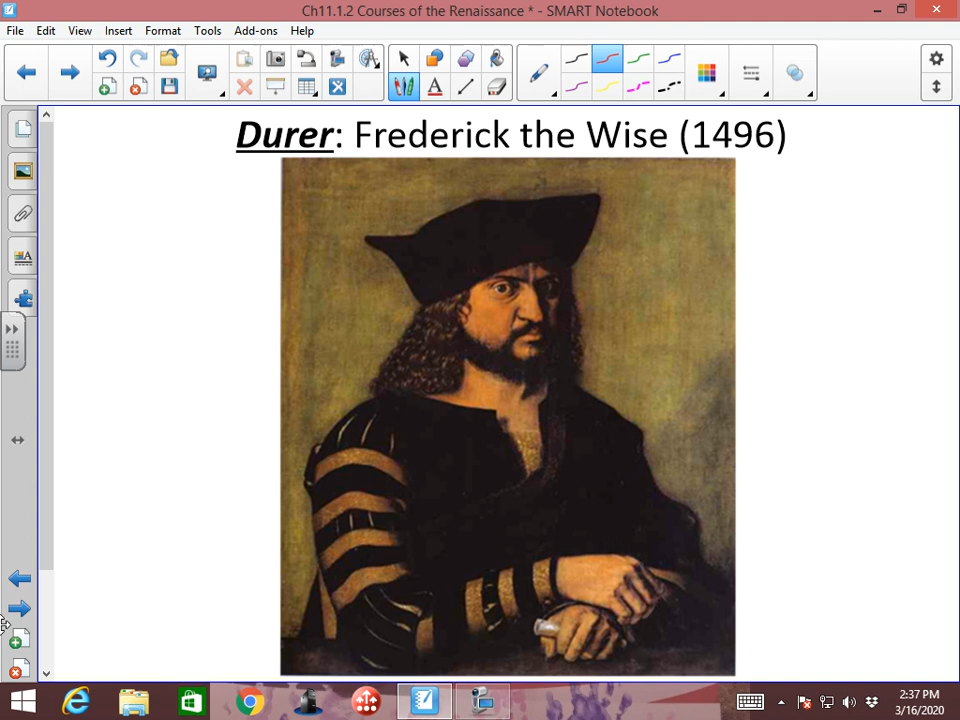 Ch11.1.2 Courses of the Renaissance * - SMART Notebook
File Edit View Insert Format Tools Add-ons Help
Durer: Frederick the Wise (1496)
2:37 PM
3/16/2020